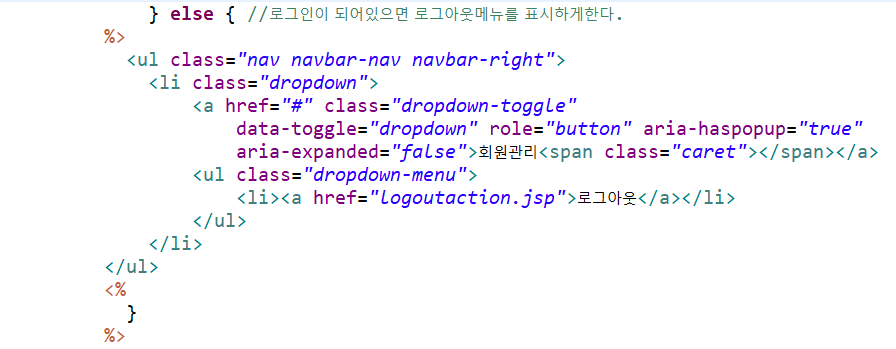 } else { //로그인이 되어있으면 로그아웃메뉴를 표시하게한다.
%>
<ul class="nav navbar-nav navbar-right">
<li class="dropdown">
<a href="#" class="dropdown-toggle"
data-toggle="dropdown" role="button" aria-haspopup="true"
aria-expanded="false">회원관리<span class="caret"></span></a>
<ul class="dropdown-menu">
<li><a href="logoutaction.jsp">로그아웃</a></li>
</ul>
</li>
</ul>
<%
}
%>